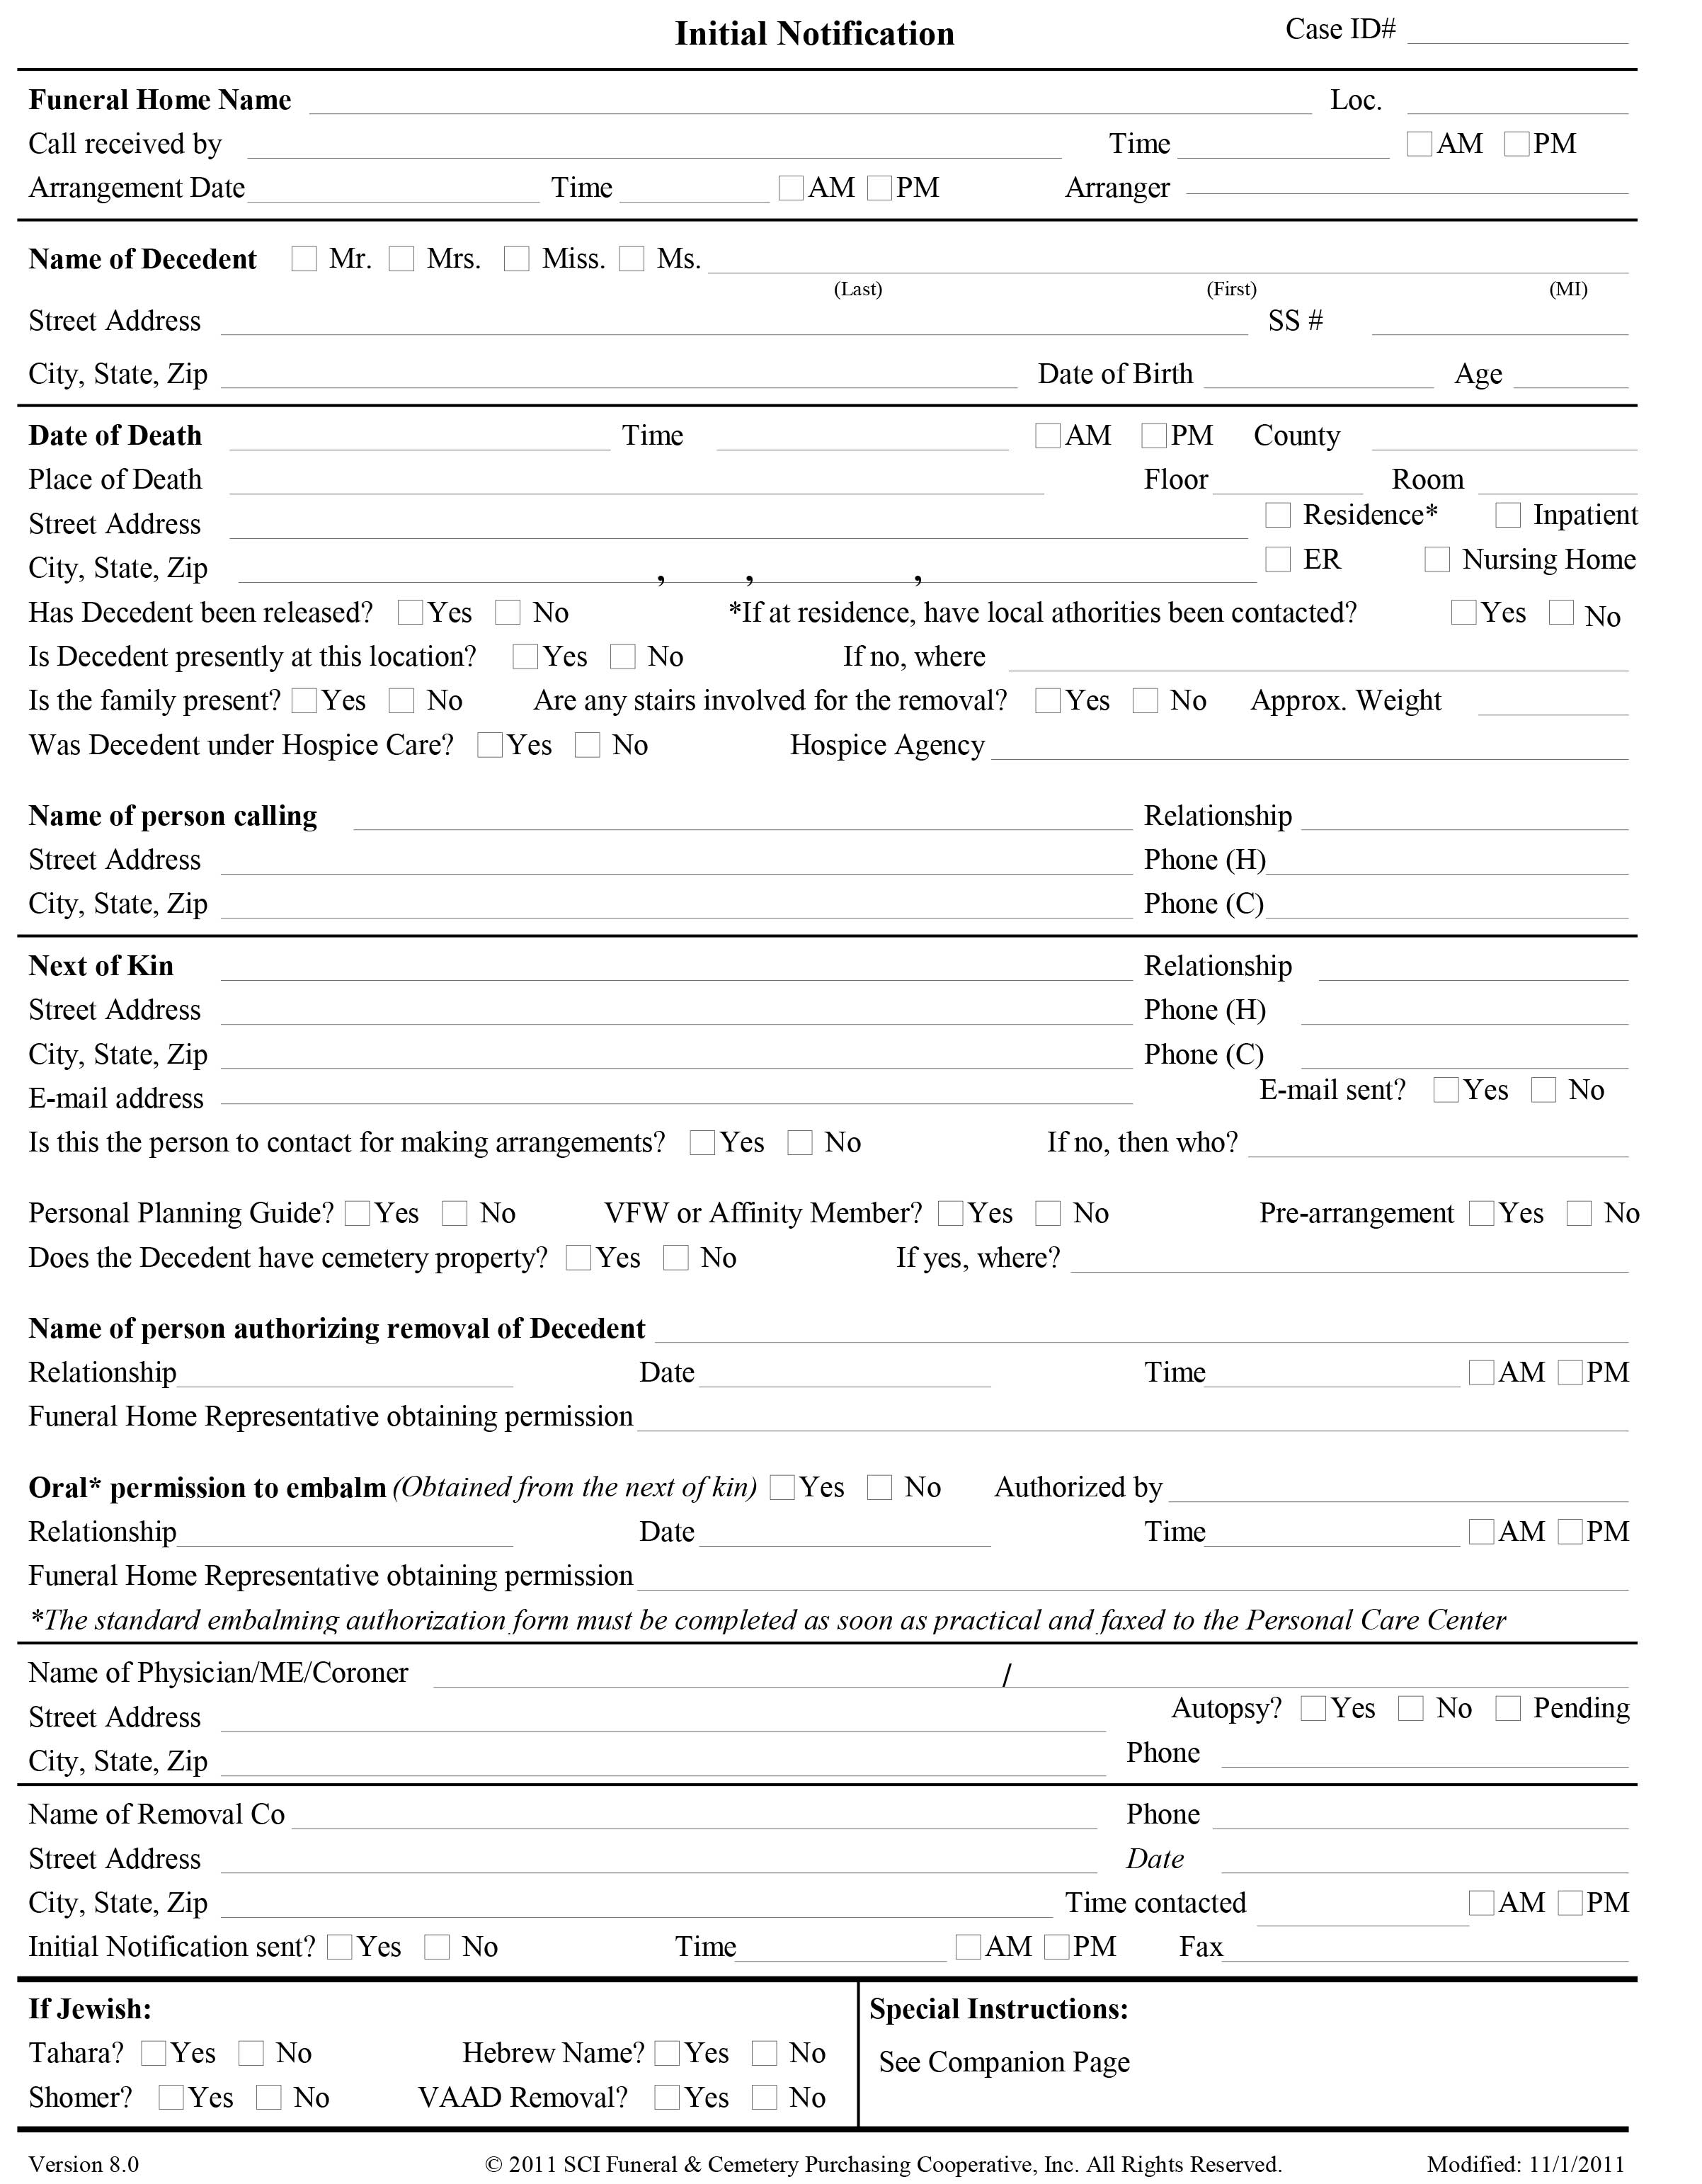 Initial Notification Case ID#
Funeral Home Name Loc.
Call received by Time AM PM
Arrangement Date Time AM PM Arranger
Name of Decedent Mr. Mrs. Miss. Ms.
(Last) (First) (MI)
Street Address SS #
City, State, Zip Date of Birth Age
Date of Death Time AM PM County
Place of Death Floor Room
Street Address Residence* Inpatient
City, State, Zip , , , ER Nursing Home
Has Decedent been released? Yes No *If at residence, have local athorities been contacted? Yes No
Is Decedent presently at this location? Yes No If no, where
Is the family present? Yes No Are any stairs involved for the removal? Yes No Approx. Weight
Was Decedent under Hospice Care? Yes No Hospice Agency
Name of person calling Relationship
Street Address Phone (H)
City, State, Zip Phone (C)
Next of Kin Relationship
Street Address Phone (H)
City, State, Zip Phone (C)
E-mail address E-mail sent? Yes No
Is this the person to contact for making arrangements? Yes No If no, then who?
Personal Planning Guide? Yes No VFW or Affinity Member? Yes No Pre-arrangement Yes No
Does the Decedent have cemetery property? Yes No If yes, where?
Name of person authorizing removal of Decedent
Relationship Date Time AM PM
Funeral Home Representative obtaining permission
Oral* permission to embalm (Obtained from the next of kin) Yes No Authorized by
Relationship Date Time AM PM
Funeral Home Representative obtaining permission
*The standard embalming authorization form must be completed as soon as practical and faxed to the Personal Care Center
Name of Physician/ME/Coroner /
Street Address Autopsy? Yes No Pending
City, State, Zip Phone
Name of Removal Co Phone
Street Address Date
City, State, Zip Time contacted AM PM
Initial Notification sent? Yes No Time AM PM Fax
If Jewish: Special Instructions:
Tahara? Yes No Hebrew Name? Yes No See Companion Page
Shomer? Yes No VAAD Removal? Yes No
Version 8.0 © 2011 SCI Funeral & Cemetery Purchasing Cooperative, Inc. All Rights Reserved. Modified: 11/1/2011